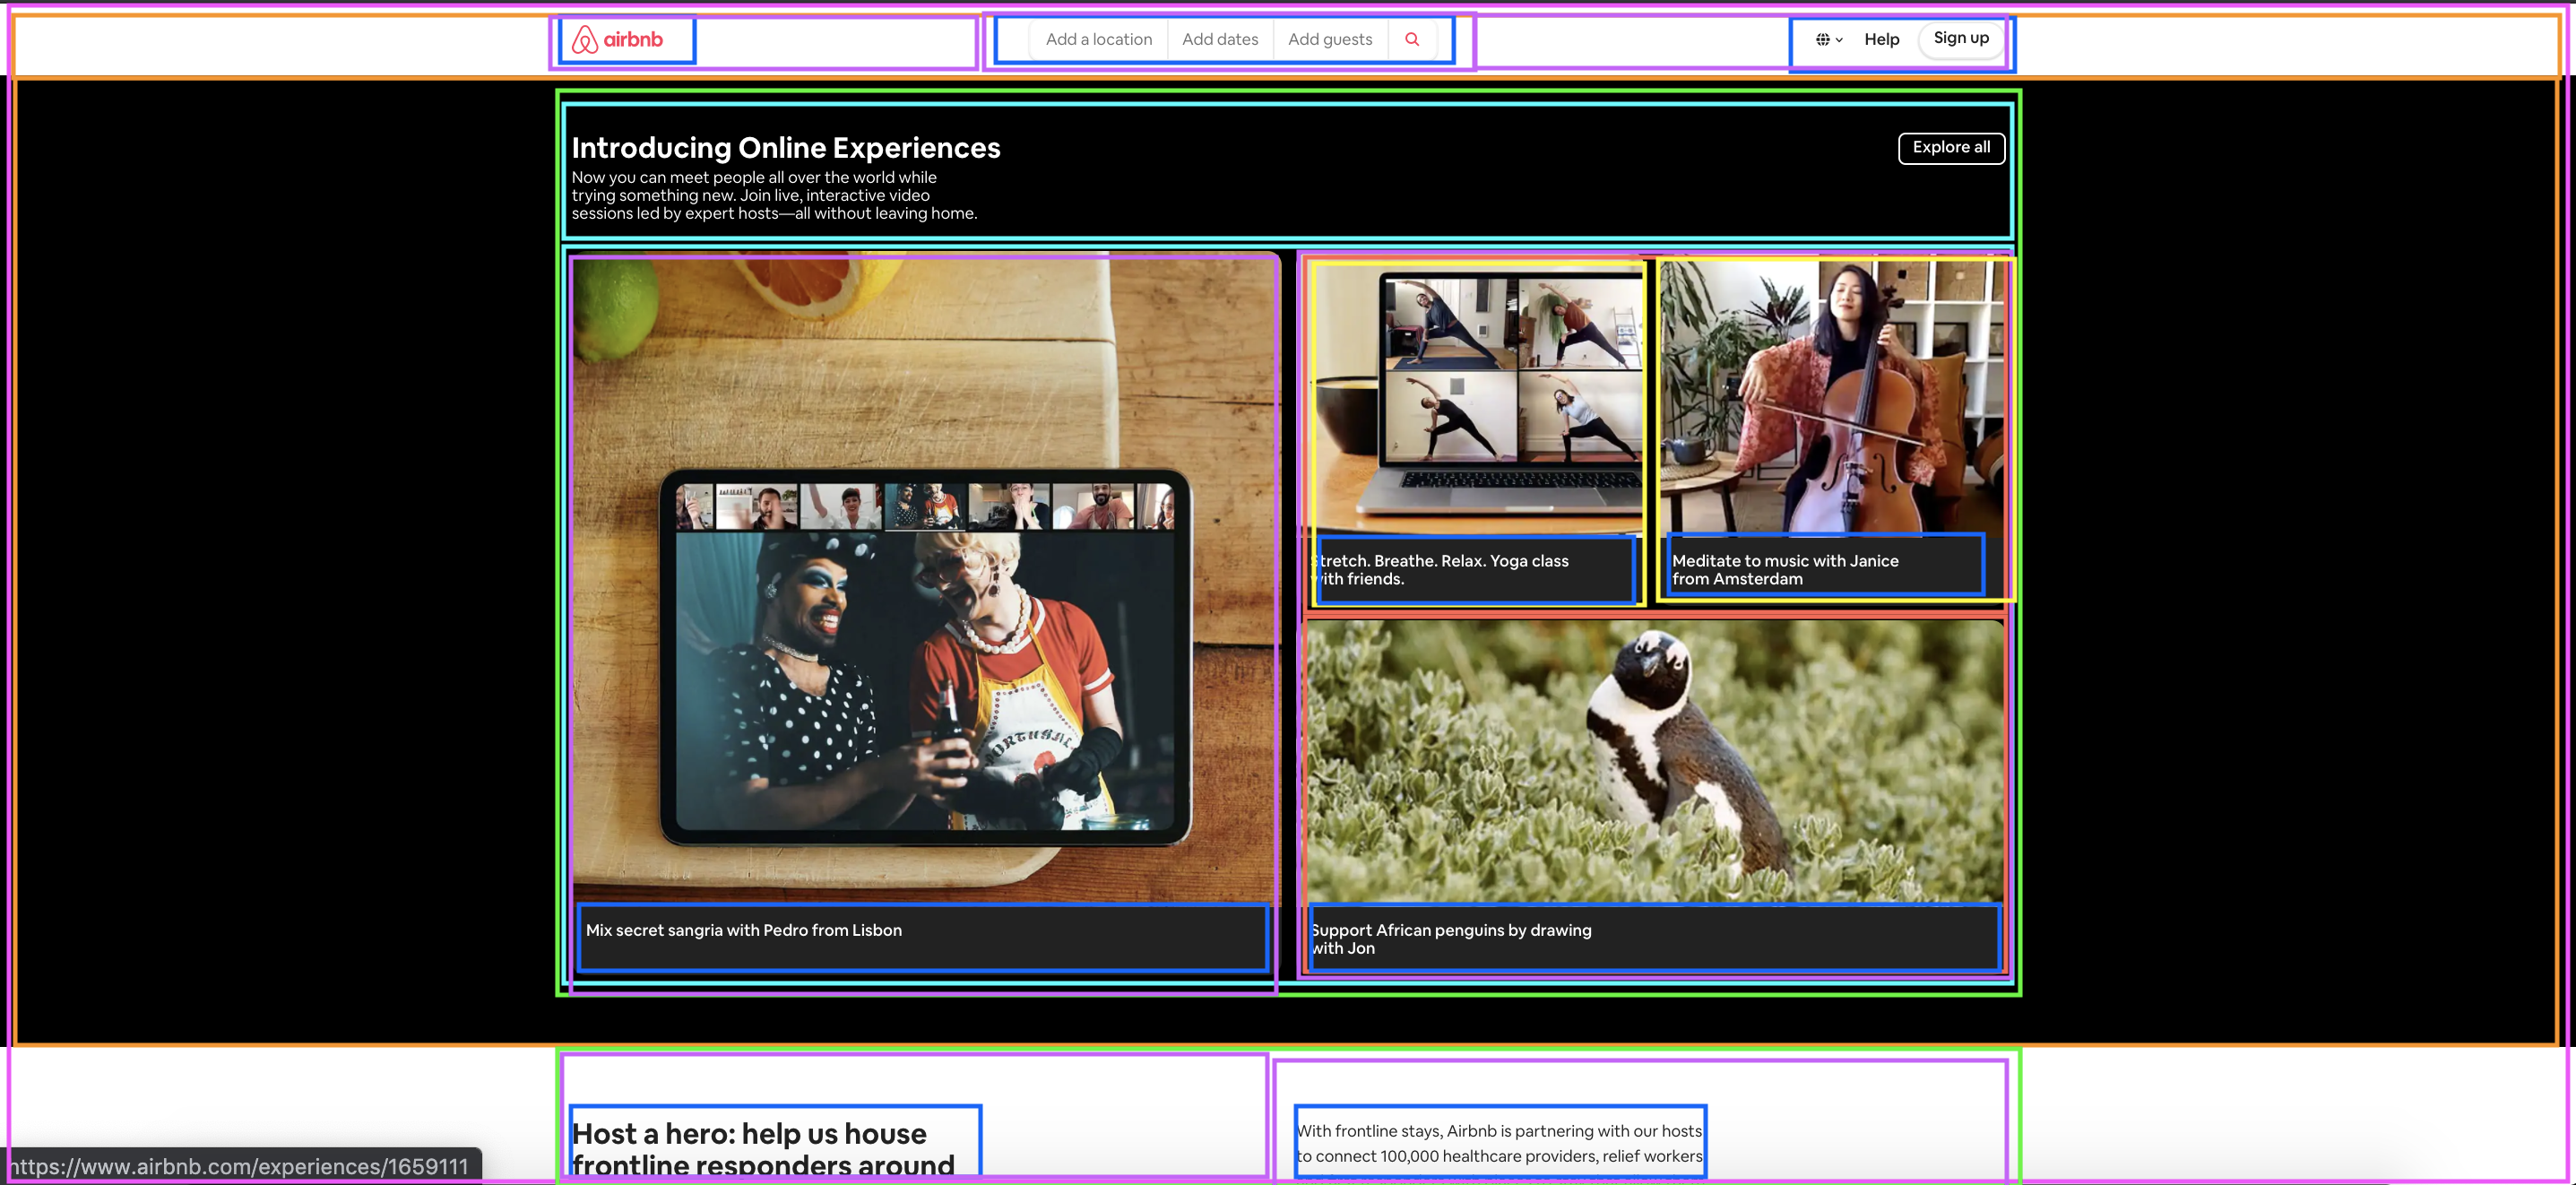 airbnb
Add a location Add dates Add guests
Help Sign up
Introducing Online Experiences
Explore all
Now you can meet people all over the world while
trying something new. Join live, interactive video
sessions led by expert hosts—all without leaving home.
Stretch. Breathe. Relax. Yoga class
with friends.
Meditate to music with Janice
from Amsterdam
PORTUGAL
Mix secret sangria with Pedro from Lisbon
Support African penguins by drawing
with Jon
Host a hero: help us house
frontline responders around
With frontline stays, Airbnb is partnering with our hosts
to connect 100,000 healthcare providers, relief workers
https://www.airbnb.com/experiences/1659111